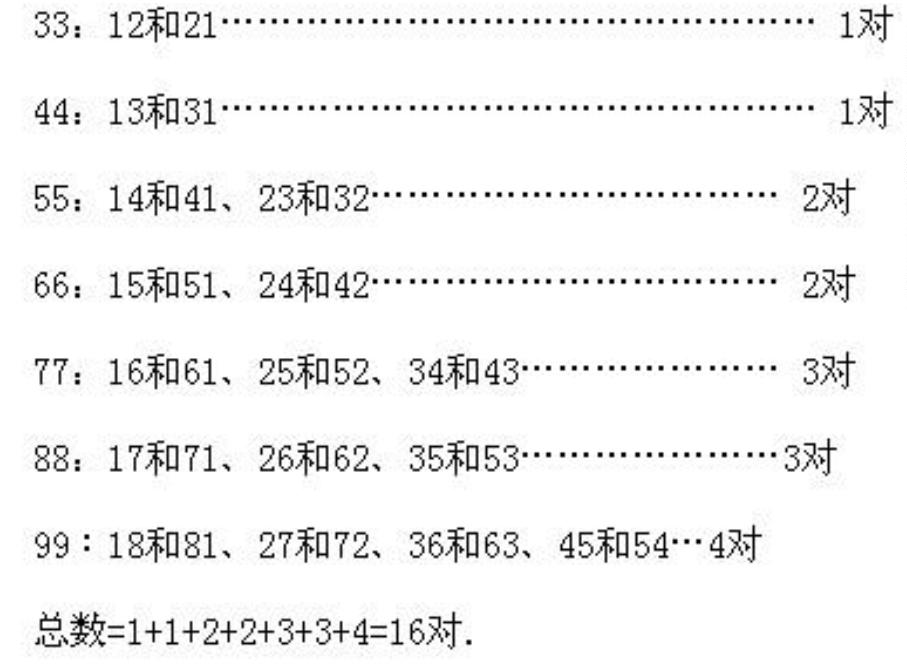 33：12和21…………………………………………… 1对
44：13和31…………………………………………… 1对
55：14和41、23和32…………………………… 2对
66：15和51、24和42…………………………… 2对
77：16和61、25和52、34和43………………… 3对
88：17和71、26和62、35和53…………………3对
99：18和81、27和72、36和63、45和54…4对
总数=1+1+2+2+3+3+4=16对.